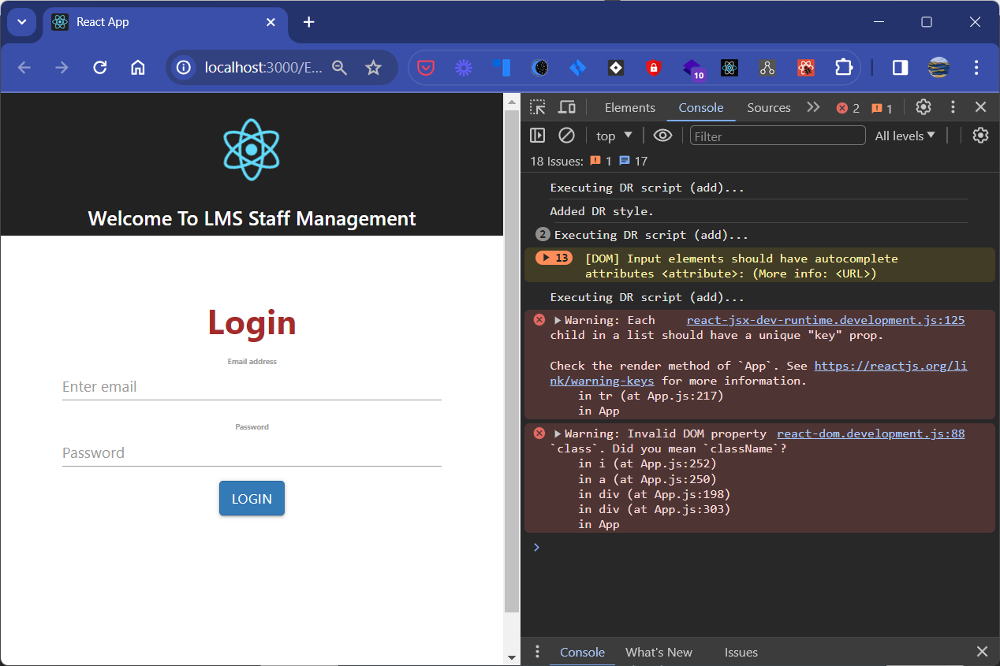 React App
localhost:3000/E...
10
Elements
Console
Sources
2
1
top
Filter
All levels
18 Issues:
1
17
Welcome To LMS Staff Management
Login
Email address
Enter email
Password
Password
LOGIN
Executing DR script (add)...
Added DR style.
2 Executing DR script (add)...
13 [DOM] Input elements should have autocomplete
attributes <attribute>: (More info: <URL>)
Executing DR script (add)...
Warning: Each react-jsx-dev-runtime.development.js:125
child in a list should have a unique "key" prop.
Check the render method of `App`. See https://reactjs.org/li
nk/warning-keys for more information.
in tr (at App.js:217)
in App
Warning: Invalid DOM property react-dom.development.js:88
`class`. Did you mean `className`?
in i (at App.js:252)
in a (at App.js:250)
in div (at App.js:198)
in div (at App.js:303)
in App
Console
What's New
Issues